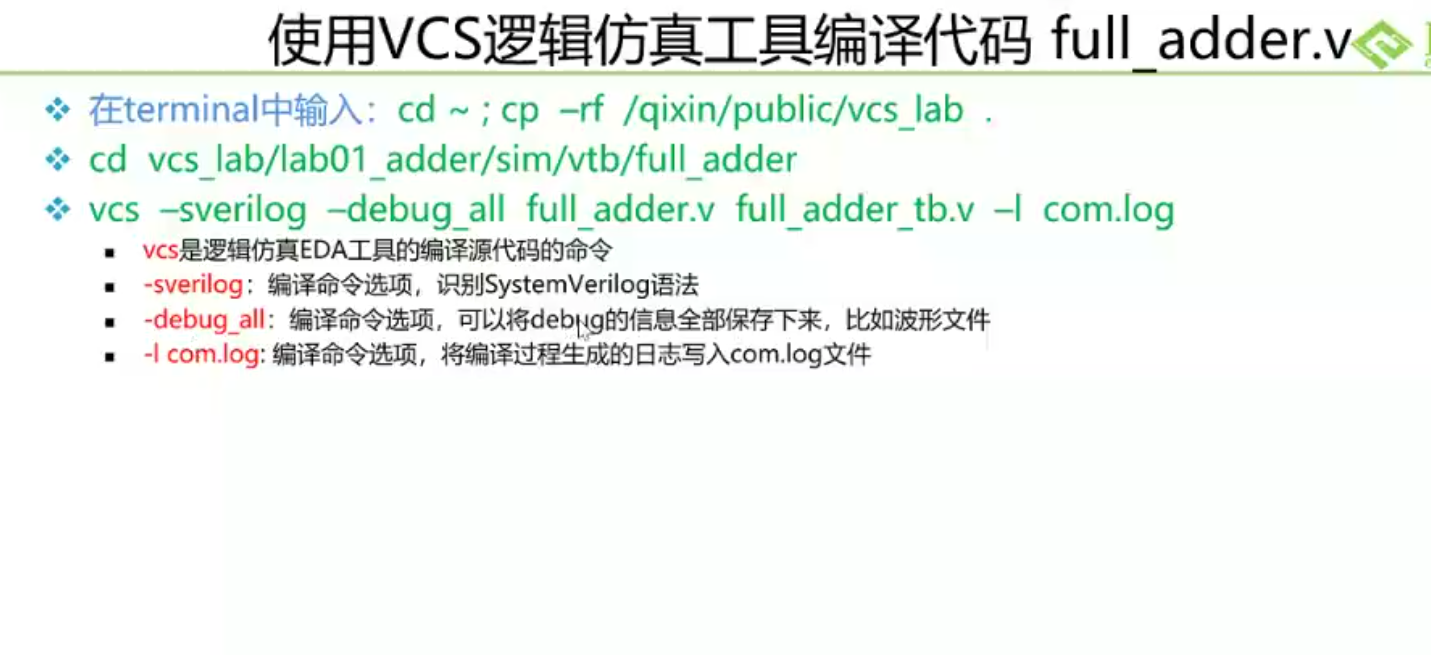 使用VCS逻辑仿真工具编译代码 full_adder.v
在terminal中输入：cd ~ ; cp –rf /qixin/public/vcs_lab .
cd vcs_lab/lab01_adder/sim/vtb/full_adder
vcs –sverilog –debug_all full_adder.v full_adder_tb.v –l com.log
vcs是逻辑仿真EDA工具的编译源代码的命令
-sverilog：编译命令选项，识别SystemVerilog语法
-debug_all：编译命令选项，可以将debug的信息全部保存下来，比如波形文件
-l com.log: 编译命令选项，将编译过程生成的日志写入com.log文件